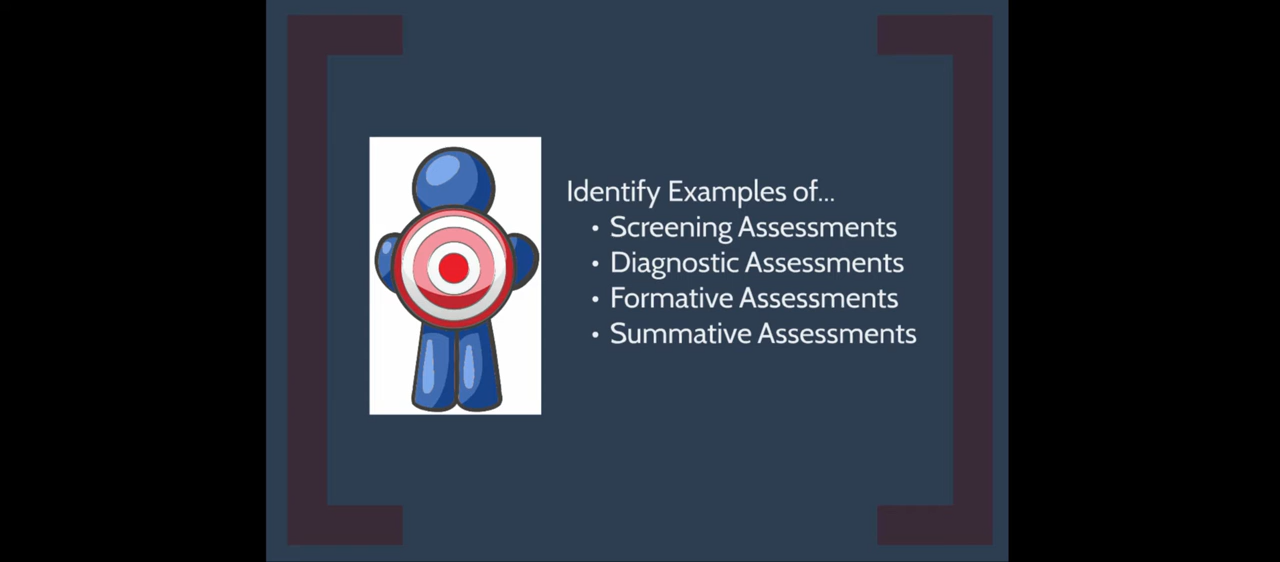 Identify Examples of...
• Screening Assessments
• Diagnostic Assessments
• Formative Assessments
• Summative Assessments